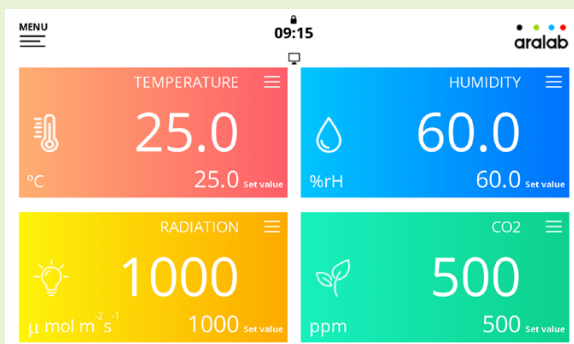 MENU
09:15
aralab
TEMPERATURE
25.0
ºC
25.0 Set value
HUMIDITY
60.0
%rH
60.0 Set value
RADIATION
1000
µ mol m⁻² s⁻¹
1000 Set value
CO2
500
ppm
500 Set value